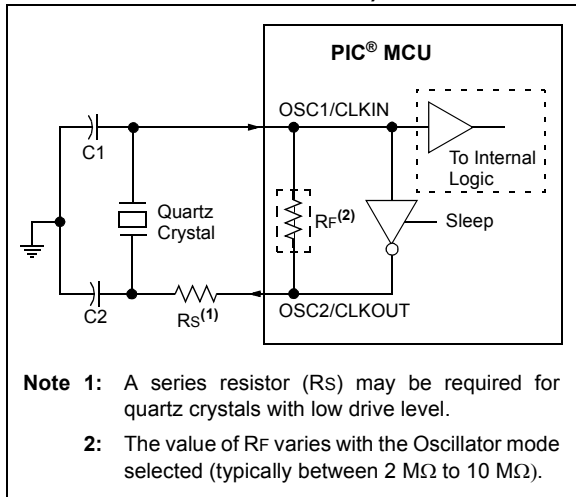 PIC® MCU
OSC1/CLKIN
C1
To Internal
Logic
Quartz
Crystal
RF(2)
Sleep
C2
RS(1)
OSC2/CLKOUT
Note 1: A series resistor (RS) may be required for
quartz crystals with low drive level.
2: The value of RF varies with the Oscillator mode
selected (typically between 2 MΩ to 10 MΩ).